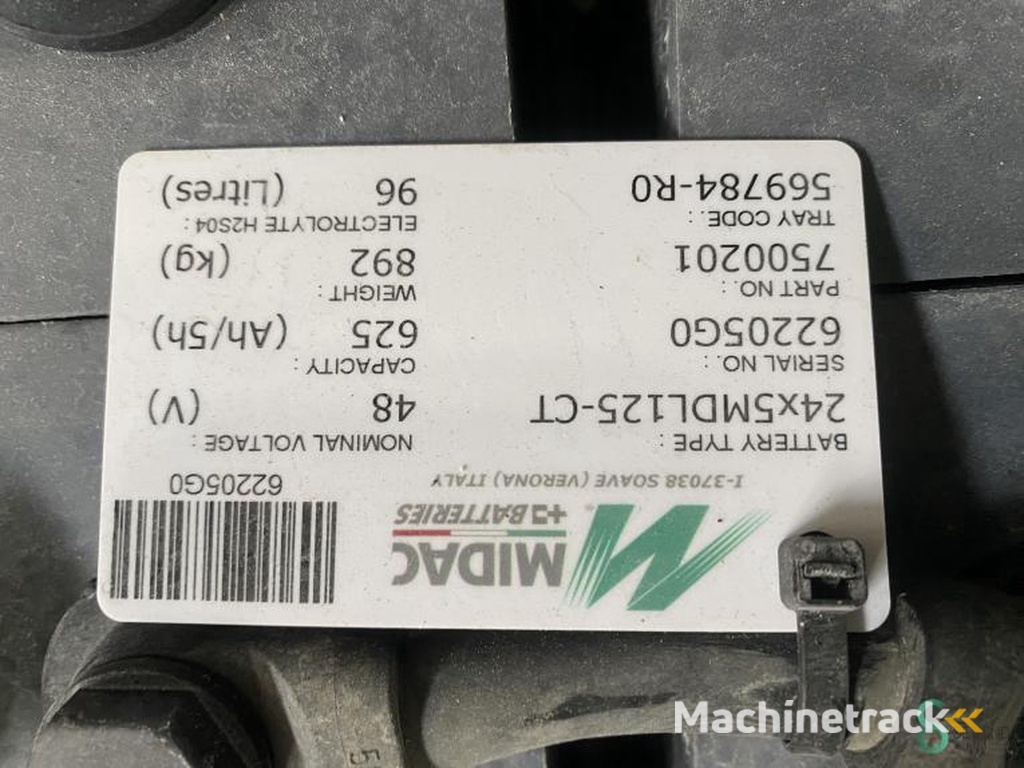 MIDAC
BATTERIES
I-37038 SOAVE (VERONA) ITALY
62205G0
BATTERY TYPE :
24x5MDL125-CT
NOMINAL VOLTAGE :
48 (V)
SERIAL NO. :
62205G0
CAPACITY :
625 (Ah/5h)
PART NO. :
7500201
WEIGHT :
892 (kg)
TRAY CODE. :
569784-R0
ELECTROLYTE H2S04 :
96 (Litres)
Machinetrack